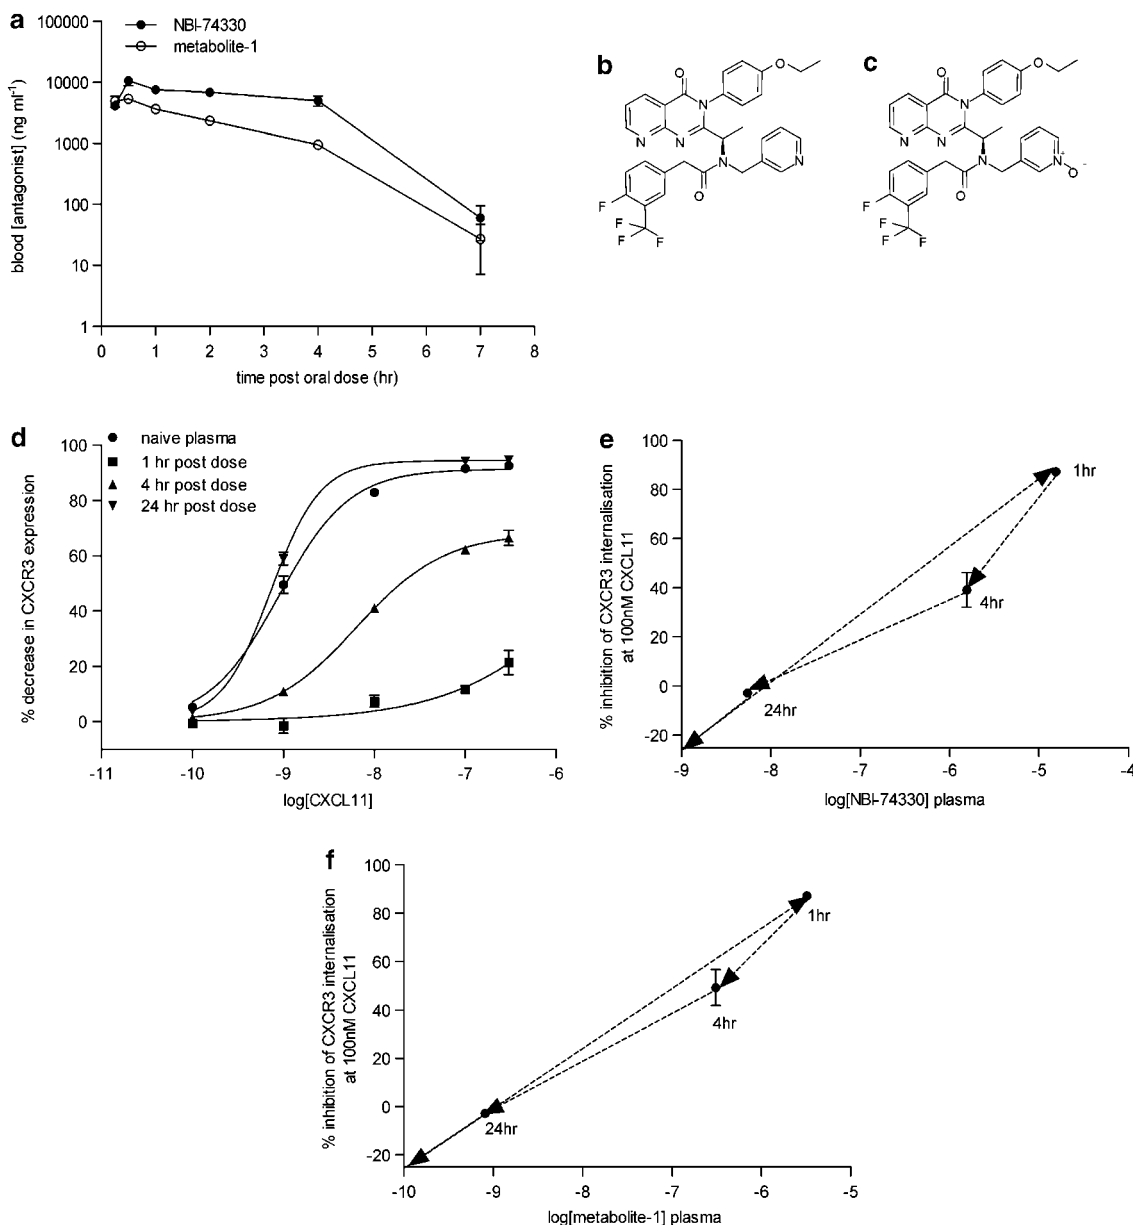 a
NBI-74330
metabolite-1
100000
10000
1000
100
10
1
blood [antagonist] (ng ml⁻¹)
0 1 2 3 4 5 6 7 8
time post oral dose (hr)
b
O
O
N
N
N
N
N
O
F
F
F
F
c
O
O
N
N
N
N
N⁺
O⁻
O
F
F
F
F
d
naive plasma
1 hr post dose
4 hr post dose
24 hr post dose
100
80
60
40
20
0
% decrease in CXCR3 expression
-11 -10 -9 -8 -7 -6
log[CXCL11]
e
100
80
60
40
20
0
-20
% inhibition of CXCR3 internalisation
at 100nM CXCL11
1hr
4hr
24hr
-9 -8 -7 -6 -5 -4
log[NBI-74330] plasma
f
100
80
60
40
20
0
-20
% inhibition of CXCR3 internalisation
at 100nM CXCL11
1hr
4hr
24hr
-10 -9 -8 -7 -6 -5
log[metabolite-1] plasma